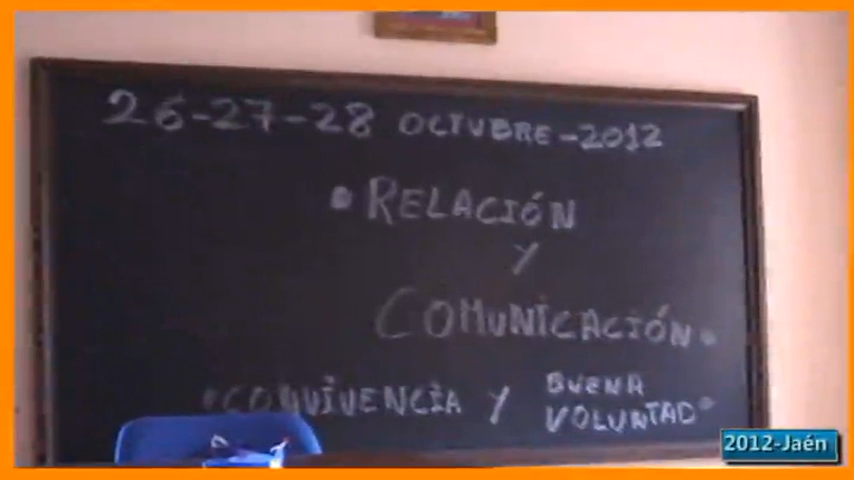 26-27-28 OCTUBRE-2012
• RELACIÓN
Y
COMUNICACIÓN •
• CONVIVENCIA Y BUENA VOLUNTAD •
2012-Jaén